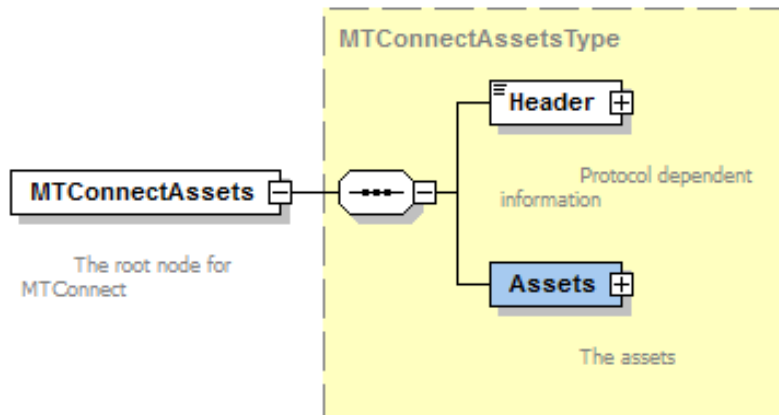 MTConnectAssetsType
Header
Protocol dependent
information
MTConnectAssets
The root node for
MTConnect
Assets
The assets